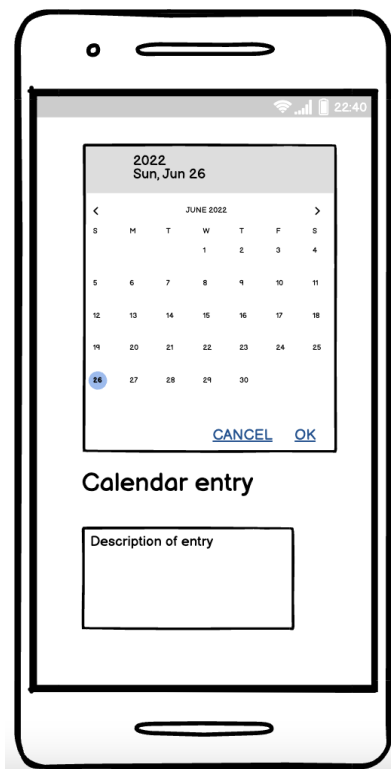 22:40
2022
Sun, Jun 26
< JUNE 2022 >
S M T W T F S
1 2 3 4
5 6 7 8 9 10 11
12 13 14 15 16 17 18
19 20 21 22 23 24 25
26 27 28 29 30
CANCEL OK
Calendar entry
Description of entry